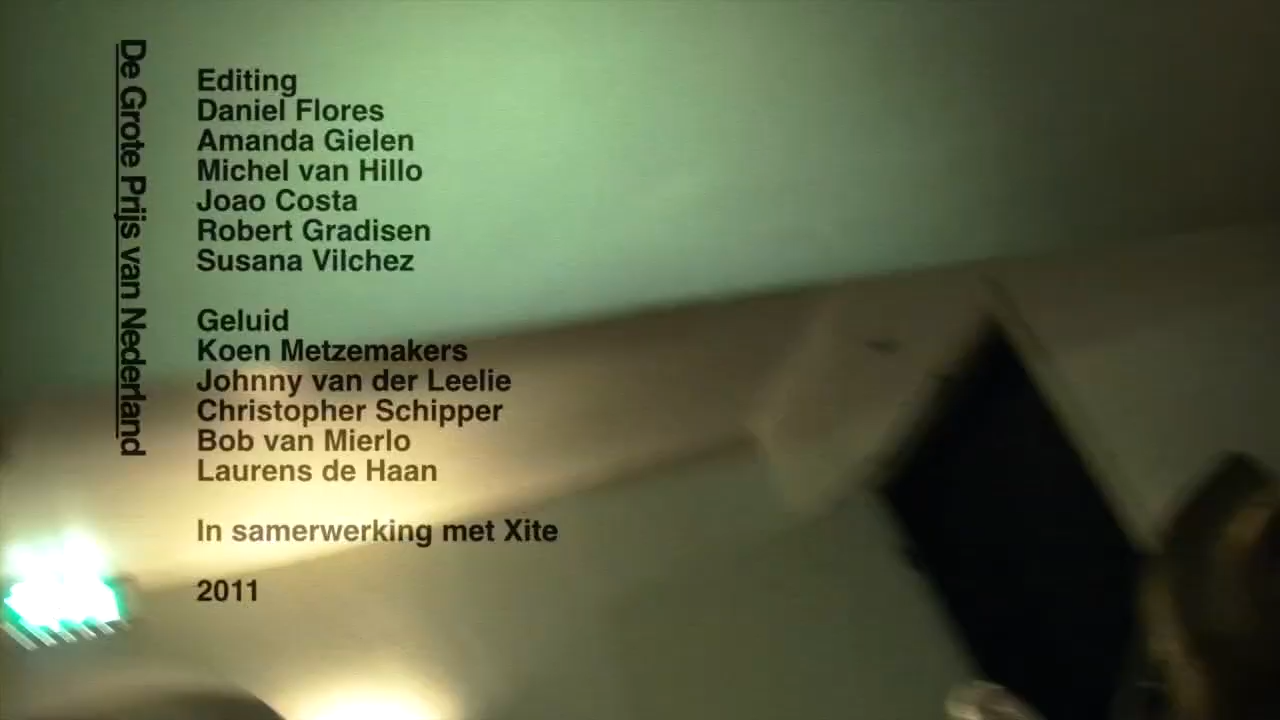 De Grote Prijs van Nederland
Editing
Daniel Flores
Amanda Gielen
Michel van Hillo
Joao Costa
Robert Gradisen
Susana Vilchez
Geluid
Koen Metzemakers
Johnny van der Leelie
Christopher Schipper
Bob van Mierlo
Laurens de Haan
In samerwerking met Xite
2011